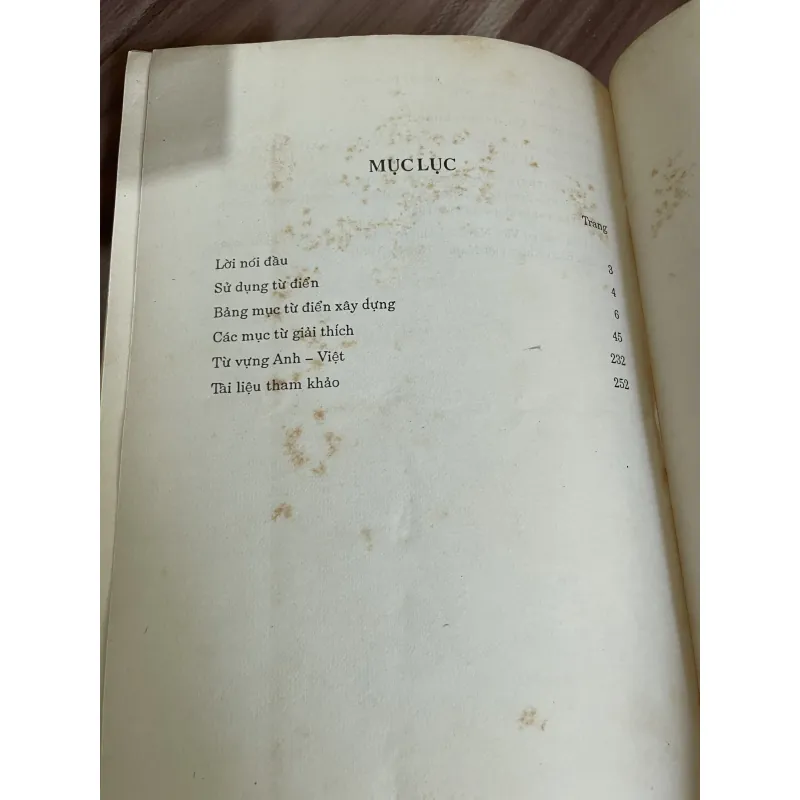 MỤC LỤC
Trang
Lời nói đầu 3
Sử dụng từ điển 4
Bảng mục từ điển xây dựng 6
Các mục từ giải thích 45
Từ vựng Anh – Việt 232
Tài liệu tham khảo 252